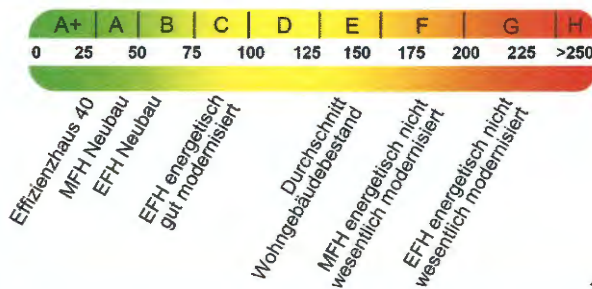 A+ A B C D E F G H
0 25 50 75 100 125 150 175 200 225 >250
Effizienzhaus 40
MFH Neubau
EFH Neubau
EFH energetisch
gut modernisiert
Durchschnitt
Wohngebäudebestand
MFH energetisch nicht
wesentlich modernisiert
EFH energetisch nicht
wesentlich modernisiert